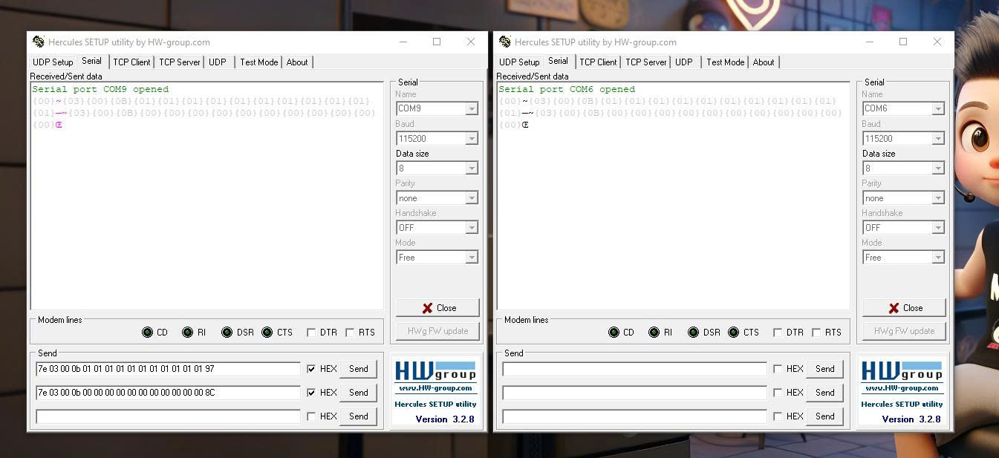 Hercules SETUP utility by HW-group.com
UDP Setup Serial TCP Client TCP Server UDP Test Mode About
Received/Sent data
Serial port COM9 opened
{00}~{03}{00}{0B}{01}{01}{01}{01}{01}{01}{01}{01}{01}{01}
{01}—~{03}{00}{0B}{00}{00}{00}{00}{00}{00}{00}{00}{00}{00}
{00}Œ
Serial
Name
COM9
Baud
115200
Data size
8
Parity
none
Handshake
OFF
Mode
Free
Close
HWg FW update
Modem lines
CD RI DSR CTS DTR RTS
Send
7e 03 00 0b 01 01 01 01 01 01 01 01 01 01 01 97 HEX Send
7e 03 00 0b 00 00 00 00 00 00 00 00 00 00 00 8C HEX Send
HEX Send
HW group
www.HW-group.com
Hercules SETUP utility
Version 3.2.8
Hercules SETUP utility by HW-group.com
UDP Setup Serial TCP Client TCP Server UDP Test Mode About
Received/Sent data
Serial port COM6 opened
{00}~{03}{00}{0B}{01}{01}{01}{01}{01}{01}{01}{01}{01}{01}
{01}—~{03}{00}{0B}{00}{00}{00}{00}{00}{00}{00}{00}{00}{00}
{00}Œ
Serial
Name
COM6
Baud
115200
Data size
8
Parity
none
Handshake
OFF
Mode
Free
Close
HWg FW update
Modem lines
CD RI DSR CTS DTR RTS
Send
HEX Send
HEX Send
HEX Send
HW group
www.HW-group.com
Hercules SETUP utility
Version 3.2.8